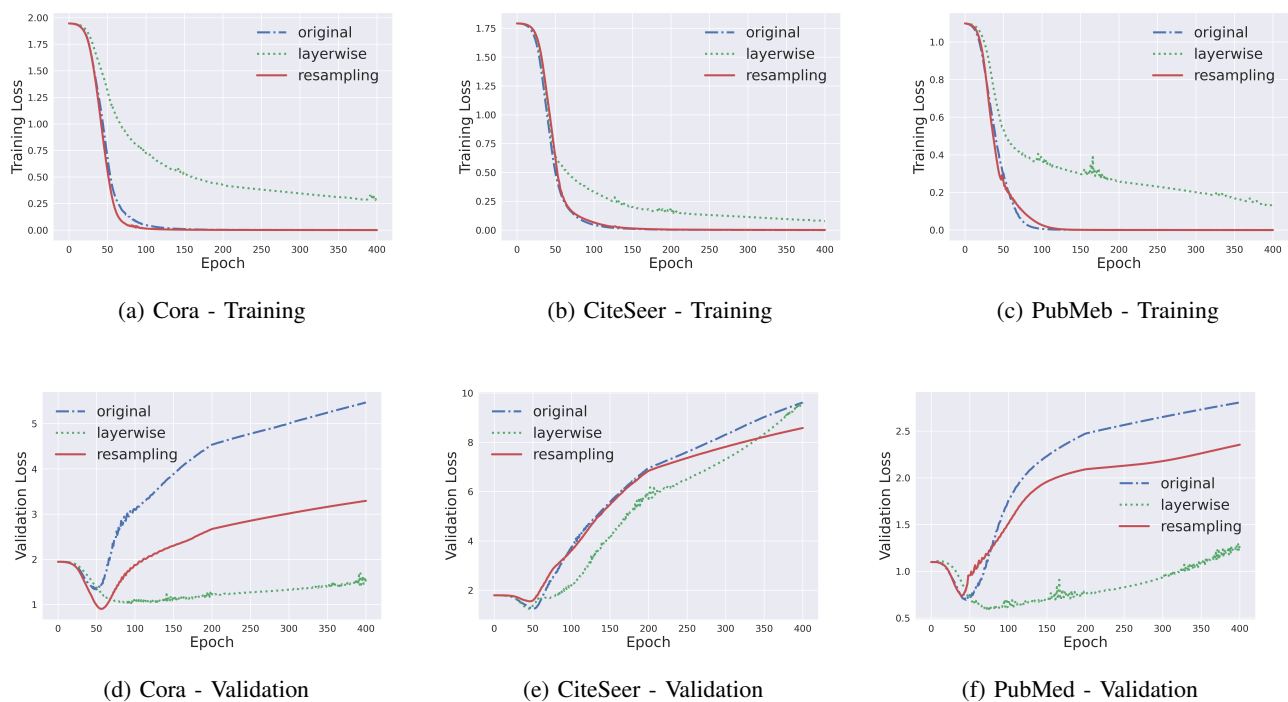 2.00
1.75
1.50
1.25
1.00
0.75
0.50
0.25
0.00
Training Loss
original
layerwise
resampling
0 50 100 150 200 250 300 350 400
Epoch
(a) Cora - Training
1.75
1.50
1.25
1.00
0.75
0.50
0.25
0.00
Training Loss
original
layerwise
resampling
0 50 100 150 200 250 300 350 400
Epoch
(b) CiteSeer - Training
1.0
0.8
0.6
0.4
0.2
0.0
Training Loss
original
layerwise
resampling
0 50 100 150 200 250 300 350 400
Epoch
(c) PubMeb - Training
5
4
3
2
1
Validation Loss
original
layerwise
resampling
0 50 100 150 200 250 300 350 400
Epoch
(d) Cora - Validation
10
8
6
4
2
Validation Loss
original
layerwise
resampling
0 50 100 150 200 250 300 350 400
Epoch
(e) CiteSeer - Validation
2.5
2.0
1.5
1.0
0.5
Validation Loss
original
layerwise
resampling
0 50 100 150 200 250 300 350 400
Epoch
(f) PubMed - Validation